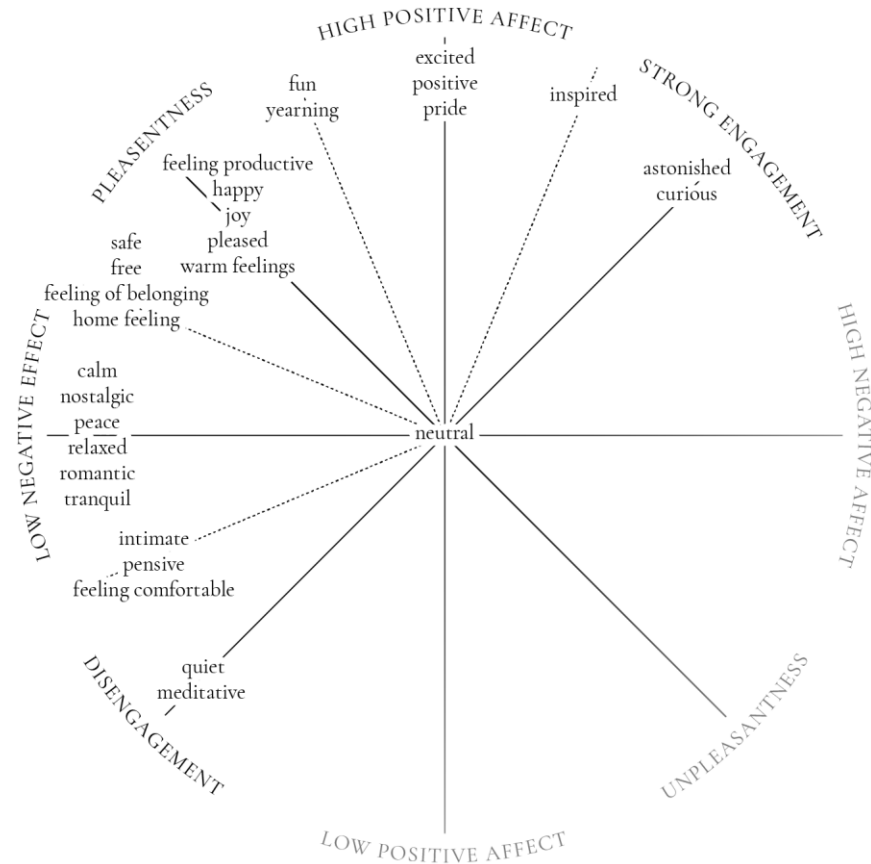 HIGH POSITIVE AFFECT
excited
positive
pride
fun
yearning
inspired
STRONG ENGAGEMENT
astonished
curious
PLEASENTNESS
feeling productive
happy
joy
pleased
warm feelings
safe
free
feeling of belonging
home feeling
LOW NEGATIVE EFFECT
calm
nostalgic
peace
relaxed
romantic
tranquil
neutral
HIGH NEGATIVE AFFECT
intimate
pensive
feeling comfortable
quiet
meditative
DISENGAGEMENT
UNPLEASANTNESS
LOW POSITIVE AFFECT